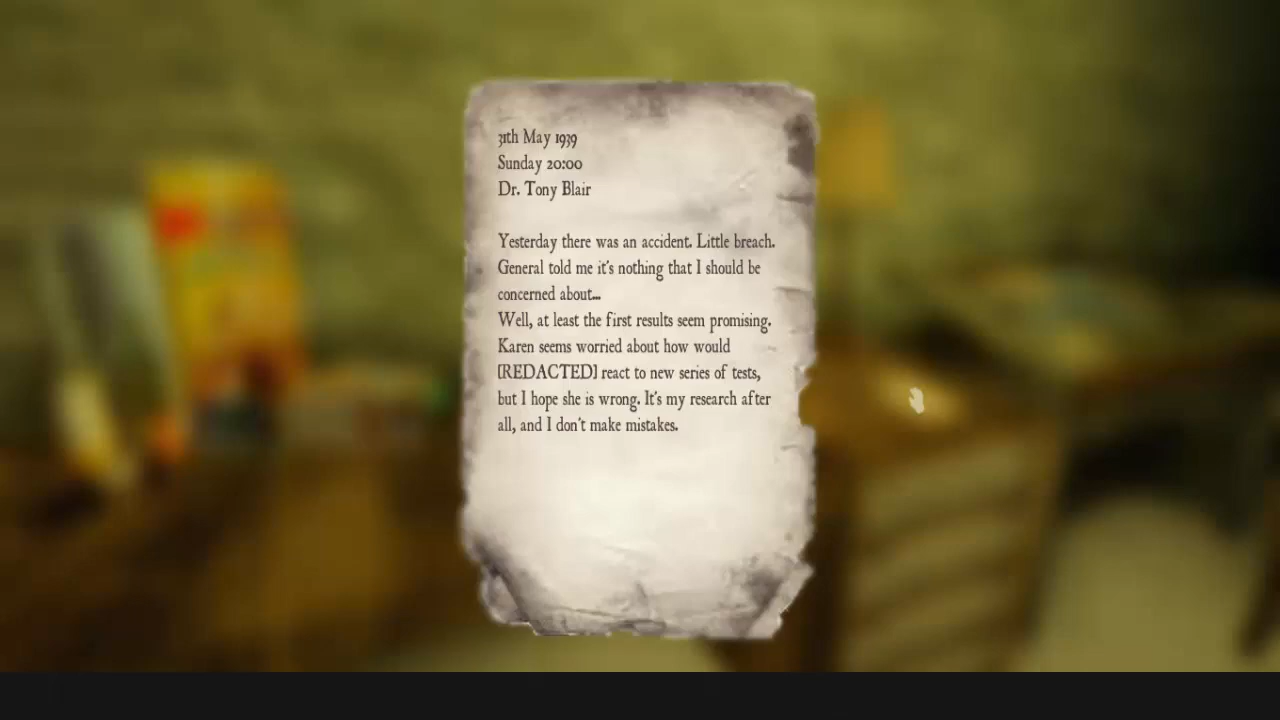 31th May 1939
Sunday 20:00
Dr. Tony Blair
Yesterday there was an accident. Little breach.
General told me it's nothing that I should be
concerned about...
Well, at least the first results seem promising.
Karen seems worried about how would
[REDACTED] react to new series of tests,
but I hope she is wrong. It's my research after
all, and I don't make mistakes.